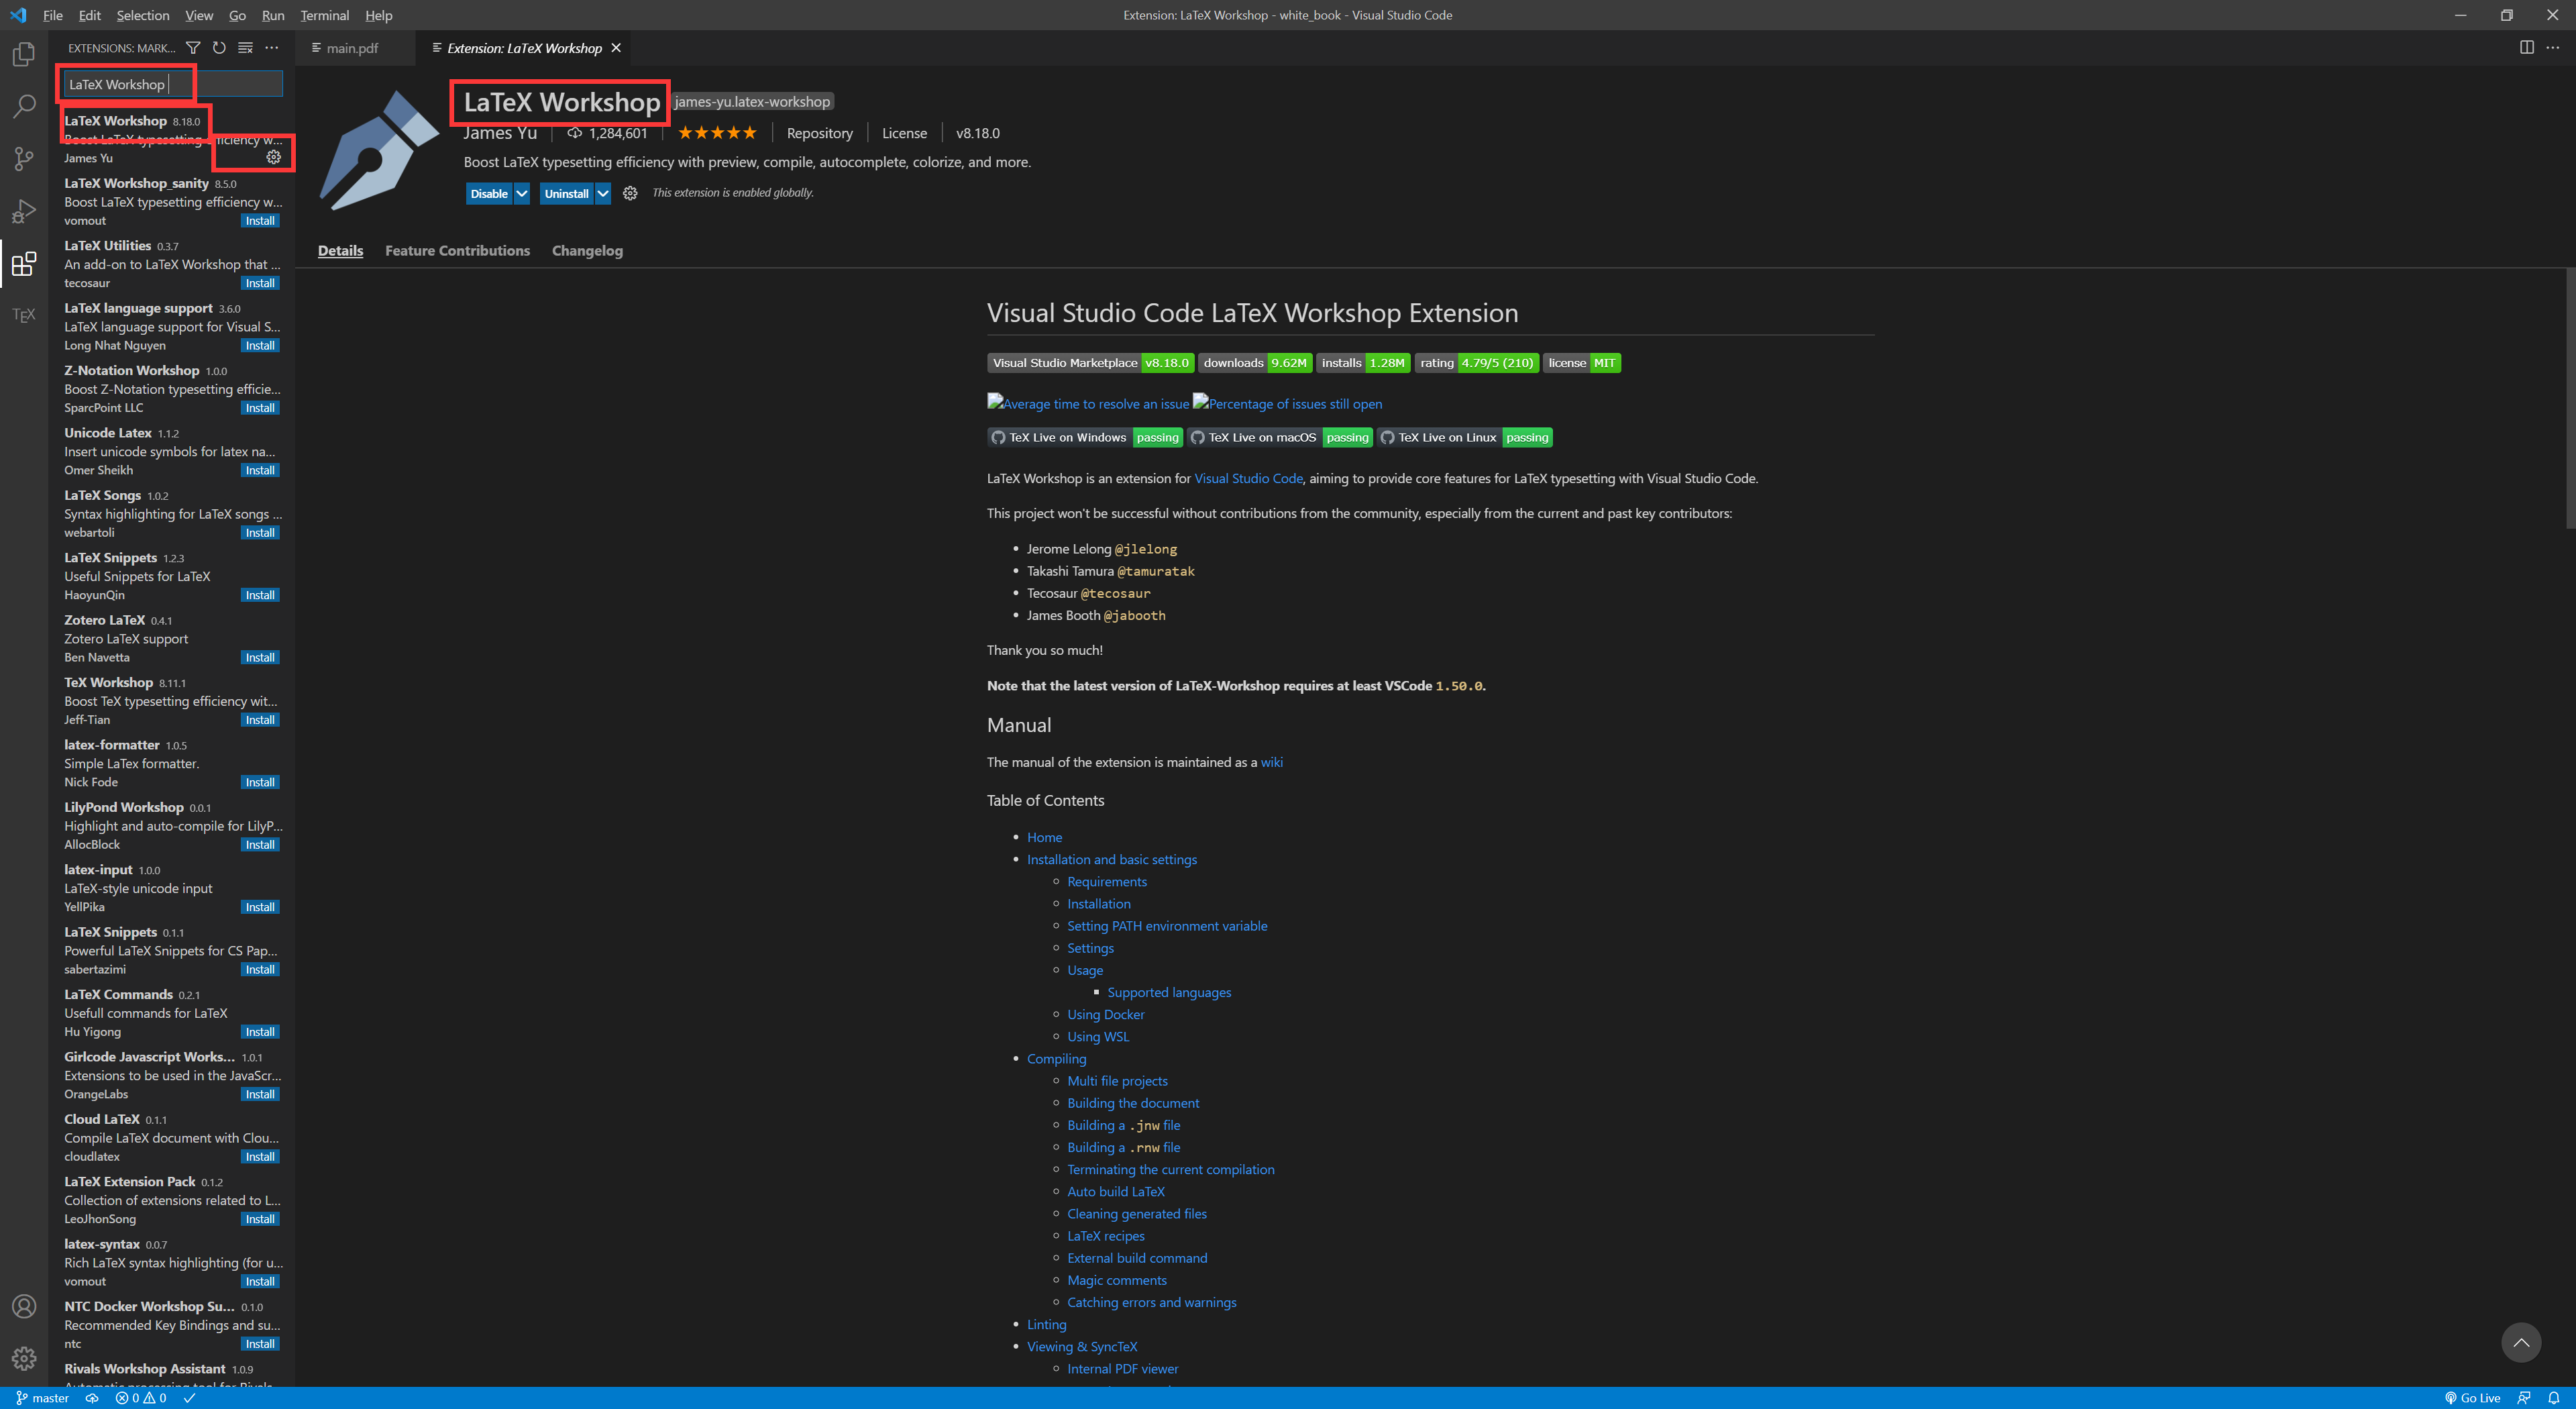 File Edit Selection View Go Run Terminal Help
Extension: LaTeX Workshop - white_book - Visual Studio Code
EXTENSIONS: MARK...
LaTeX Workshop
LaTeX Workshop 8.18.0
Boost LaTeX typesetting efficiency w...
James Yu
LaTeX Workshop_sanity 8.5.0
Boost LaTeX typesetting efficiency w...
vomout Install
LaTeX Utilities 0.3.7
An add-on to LaTeX Workshop that ...
tecosaur Install
LaTeX language support 3.6.0
LaTeX language support for Visual S...
Long Nhat Nguyen Install
Z-Notation Workshop 1.0.0
Boost Z-Notation typesetting efficie...
SparcPoint LLC Install
Unicode Latex 1.1.2
Insert unicode symbols for latex na...
Omer Sheikh Install
LaTeX Songs 1.0.2
Syntax highlighting for LaTeX songs ...
webartoli Install
LaTeX Snippets 1.2.3
Useful Snippets for LaTeX
HaoyunQin Install
Zotero LaTeX 0.4.1
Zotero LaTeX support
Ben Navetta Install
TeX Workshop 8.11.1
Boost TeX typesetting efficiency wit...
Jeff-Tian Install
latex-formatter 1.0.5
Simple LaTex formatter.
Nick Fode Install
LilyPond Workshop 0.0.1
Highlight and auto-compile for LilyP...
AllocBlock Install
latex-input 1.0.0
LaTeX-style unicode input
YellPika Install
LaTeX Snippets 0.1.1
Powerful LaTeX Snippets for CS Pap...
sabertazimi Install
LaTeX Commands 0.2.1
Usefull commands for LaTeX
Hu Yigong Install
Girlcode Javascript Works... 1.0.1
Extensions to be used in the JavaScr...
OrangeLabs Install
Cloud LaTeX 0.1.1
Compile LaTeX document with Clou...
cloudlatex Install
LaTeX Extension Pack 0.1.2
Collection of extensions related to L...
LeoJhonSong Install
latex-syntax 0.0.7
Rich LaTeX syntax highlighting (for u...
vomout Install
NTC Docker Workshop Su... 0.1.0
Recommended Key Bindings and su...
ntc Install
Rivals Workshop Assistant 1.0.9
TEX
main.pdf
Extension: LaTeX Workshop
LaTeX Workshop james-yu.latex-workshop
James Yu 1,284,601 ★★★★★ Repository License v8.18.0
Boost LaTeX typesetting efficiency with preview, compile, autocomplete, colorize, and more.
Disable Uninstall This extension is enabled globally.
Details Feature Contributions Changelog
Visual Studio Code LaTeX Workshop Extension
Visual Studio Marketplace v8.18.0 downloads 9.62M installs 1.28M rating 4.79/5 (210) license MIT
Average time to resolve an issue Percentage of issues still open
TeX Live on Windows passing TeX Live on macOS passing TeX Live on Linux passing
LaTeX Workshop is an extension for Visual Studio Code, aiming to provide core features for LaTeX typesetting with Visual Studio Code.
This project won't be successful without contributions from the community, especially from the current and past key contributors:
• Jerome Lelong @jlelong
• Takashi Tamura @tamuratak
• Tecosaur @tecosaur
• James Booth @jabooth
Thank you so much!
Note that the latest version of LaTeX-Workshop requires at least VSCode 1.50.0.
Manual
The manual of the extension is maintained as a wiki
Table of Contents
• Home
• Installation and basic settings
Requirements
Installation
Setting PATH environment variable
Settings
Usage
Supported languages
Using Docker
Using WSL
• Compiling
Multi file projects
Building the document
Building a .jnw file
Building a .rnw file
Terminating the current compilation
Auto build LaTeX
Cleaning generated files
LaTeX recipes
External build command
Magic comments
Catching errors and warnings
• Linting
• Viewing & SyncTeX
Internal PDF viewer
master 0 0 Go Live